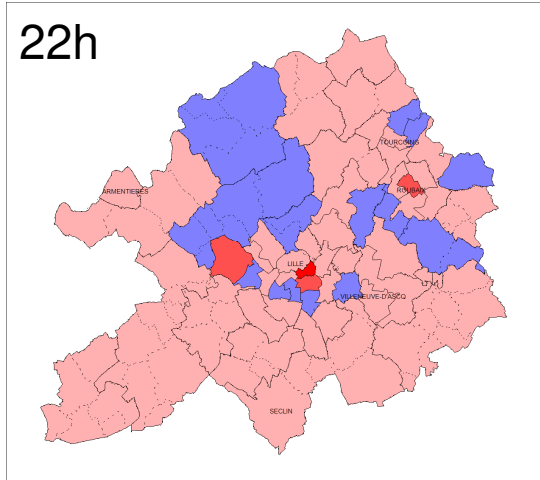 22h
TOURCOING
ARMENTIERES
ROUBAIX
LILLE
VILLENEUVE-D'ASCQ
SECLIN